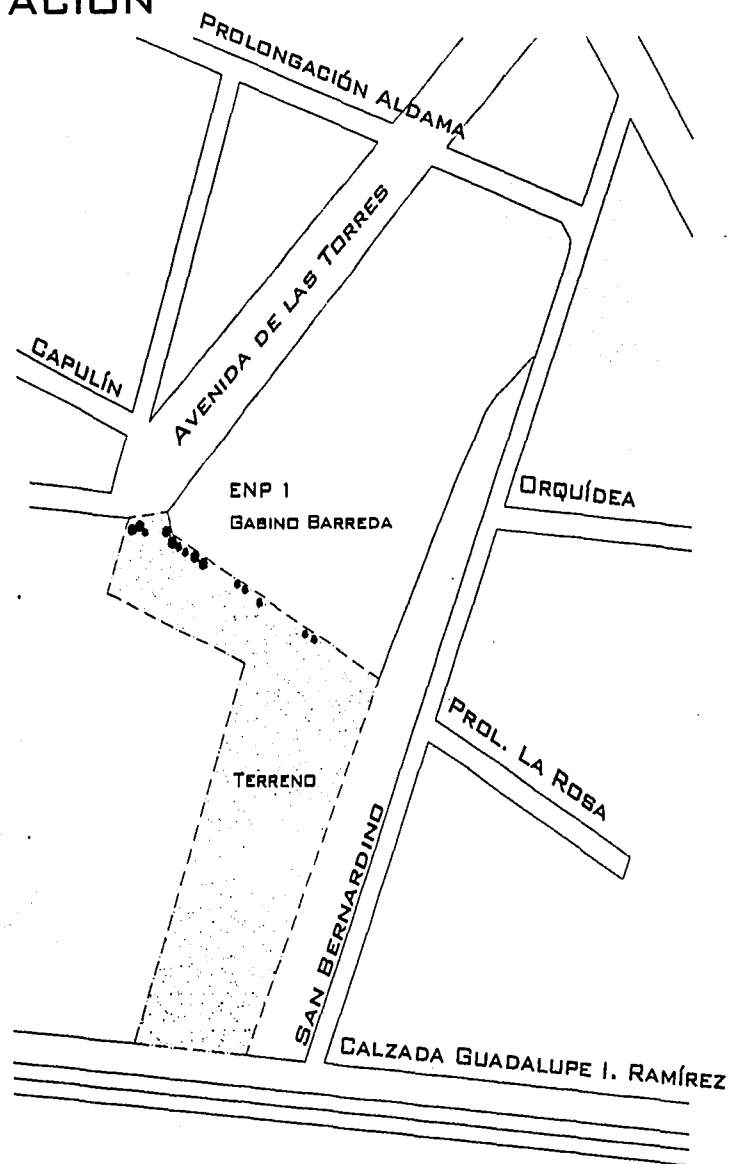 ACIÓN
PROLONGACIÓN ALDAMA
AVENIDA DE LAS TORRES
CAPULÍN
ENP 1
GABINO BARREDA
ORQUÍDEA
PROL. LA ROSA
TERRENO
SAN BERNARDINO
CALZADA GUADALUPE I. RAMÍREZ